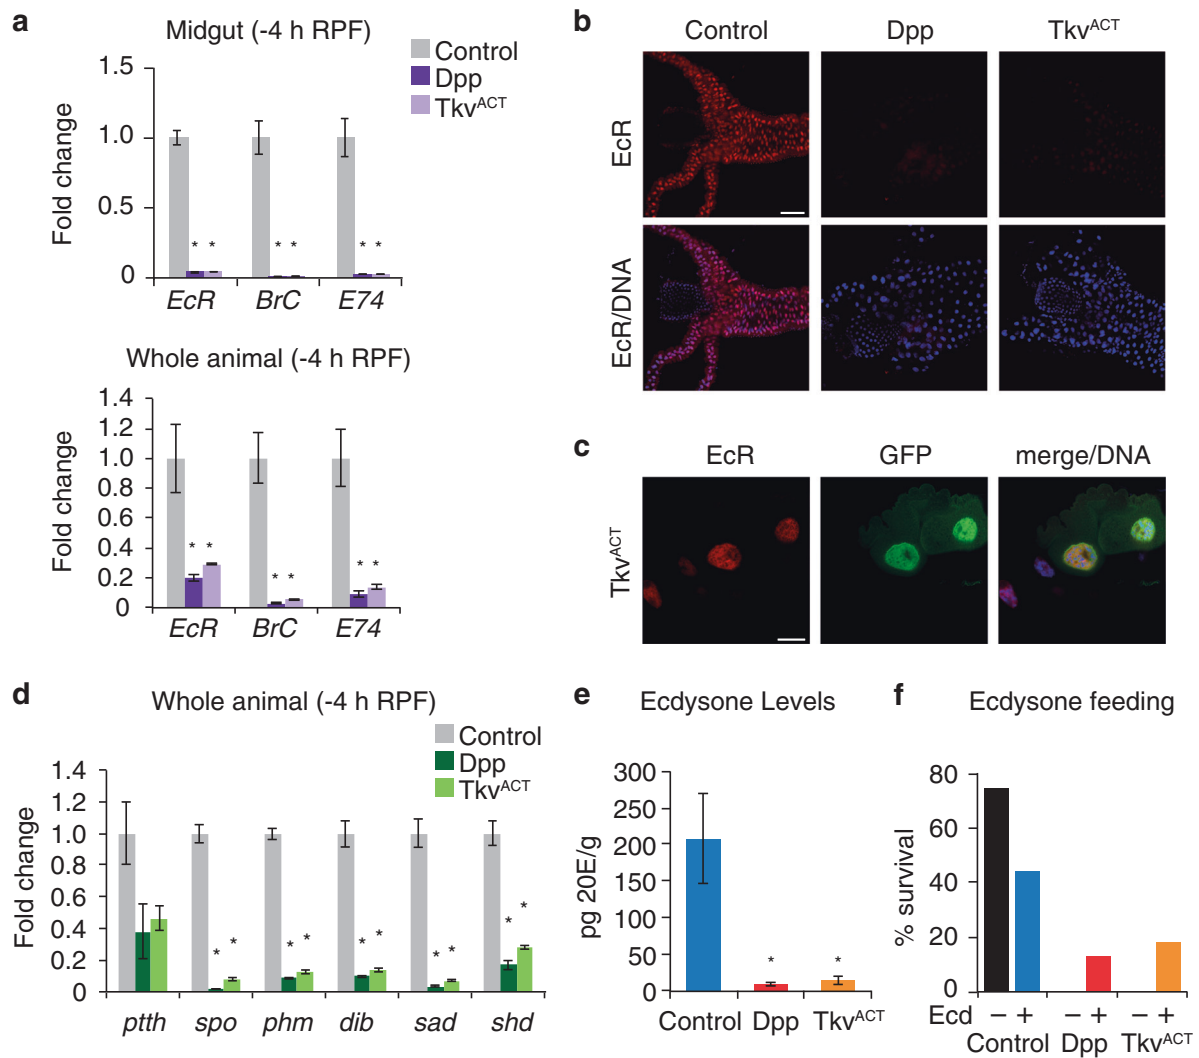 a
Midgut (-4 h RPF)
Control
Dpp
Tkv^ACT
Fold change
1.5
1.0
0.5
0
* * * * * *
EcR BrC E74
Whole animal (-4 h RPF)
Fold change
1.4
1.2
1.0
0.8
0.6
0.4
0.2
0
* * * * * *
EcR BrC E74
b
Control Dpp Tkv^ACT
EcR
EcR/DNA
c
EcR GFP merge/DNA
Tkv^ACT
d
Whole animal (-4 h RPF)
Control
Dpp
Tkv^ACT
Fold change
1.4
1.2
1.0
0.8
0.6
0.4
0.2
0
* * * * * * * * * *
ptth spo phm dib sad shd
e
Ecdysone Levels
pg 20E/g
300
250
200
150
100
50
0
* *
Control Dpp Tkv^ACT
f
Ecdysone feeding
% survival
80
60
40
20
0
Ecd − + − + − +
Control Dpp Tkv^ACT